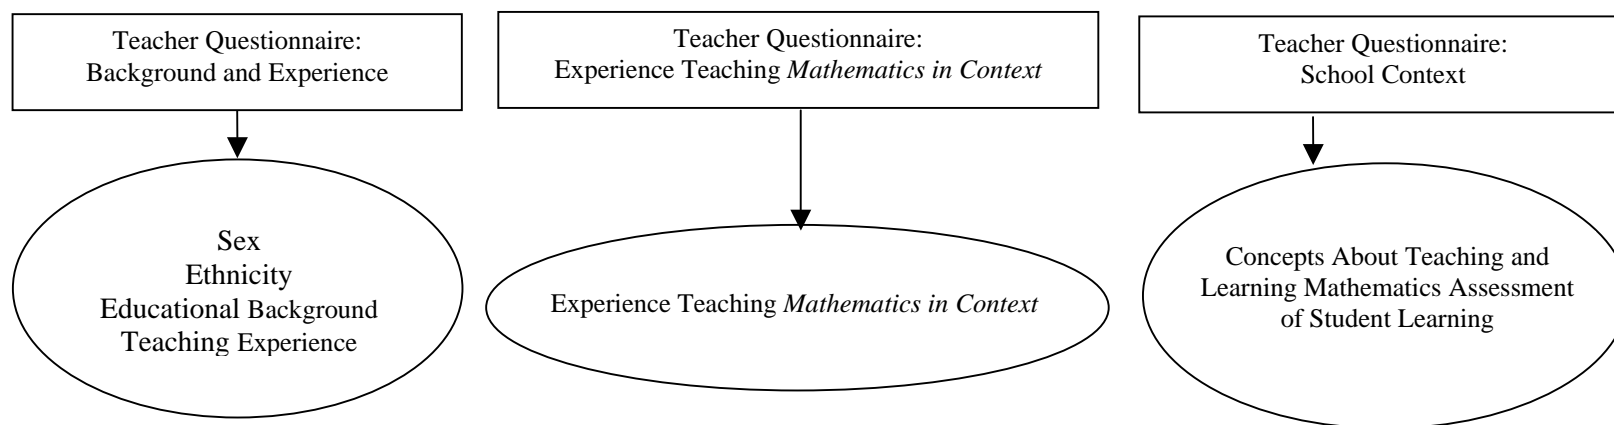 Teacher Questionnaire:
Background and Experience
Teacher Questionnaire:
Experience Teaching Mathematics in Context
Teacher Questionnaire:
School Context
Sex
Ethnicity
Educational Background
Teaching Experience
Experience Teaching Mathematics in Context
Concepts About Teaching and
Learning Mathematics Assessment
of Student Learning